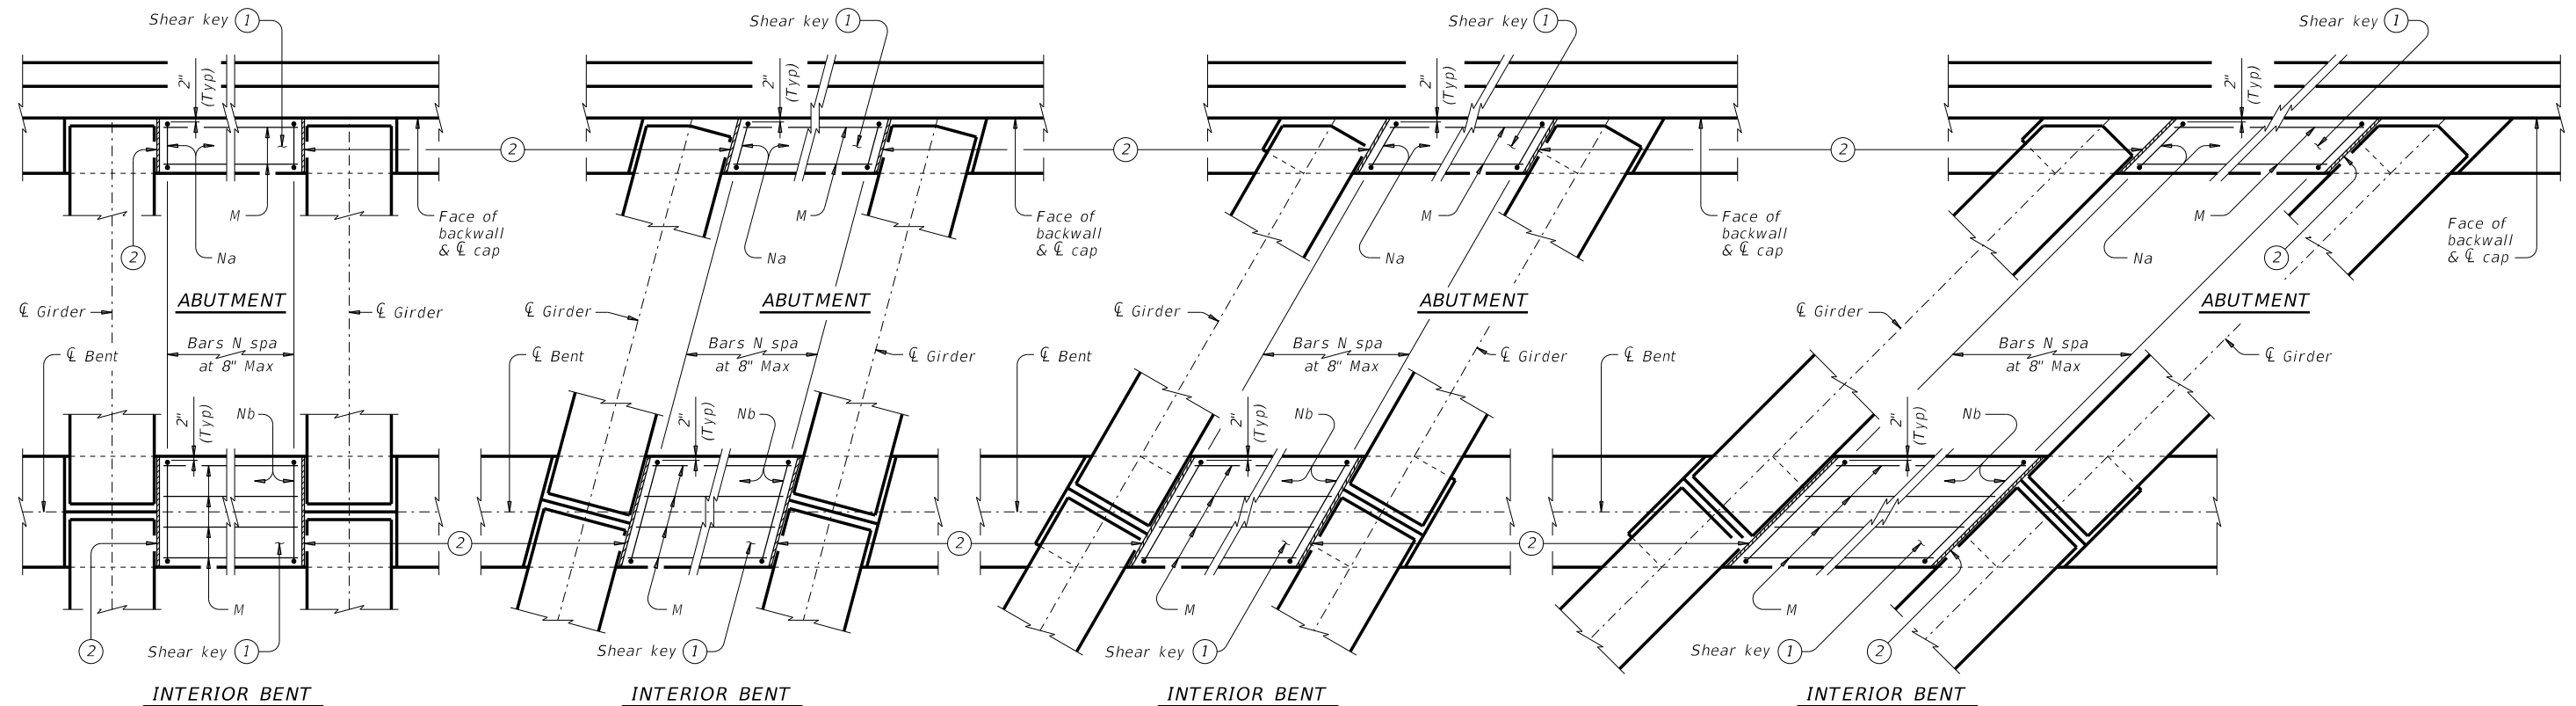 Shear key 1
Shear key 1
Shear key 1
Shear key 1
2"
(Typ)
2"
(Typ)
2"
(Typ)
2"
(Typ)
2
2
2
M
M
M
M
Face of
backwall
& ℄ cap
Face of
backwall
& ℄ cap
Face of
backwall
& ℄ cap
Face of
backwall
& ℄ cap
2
Na
Na
Na
Na
2
ABUTMENT
ABUTMENT
ABUTMENT
ABUTMENT
℄ Girder
℄ Girder
℄ Girder
℄ Girder
℄ Girder
℄ Girder
℄ Girder
℄ Girder
℄ Bent
Bars N spa
at 8" Max
℄ Bent
Bars N spa
at 8" Max
℄ Bent
Bars N spa
at 8" Max
℄ Bent
Bars N spa
at 8" Max
2"
(Typ)
Nb
2"
(Typ)
Nb
2"
(Typ)
Nb
2"
(Typ)
Nb
2
2
2
M
M
M
M
2
Shear key 1
Shear key 1
Shear key 1
Shear key 1
2
INTERIOR BENT
INTERIOR BENT
INTERIOR BENT
INTERIOR BENT